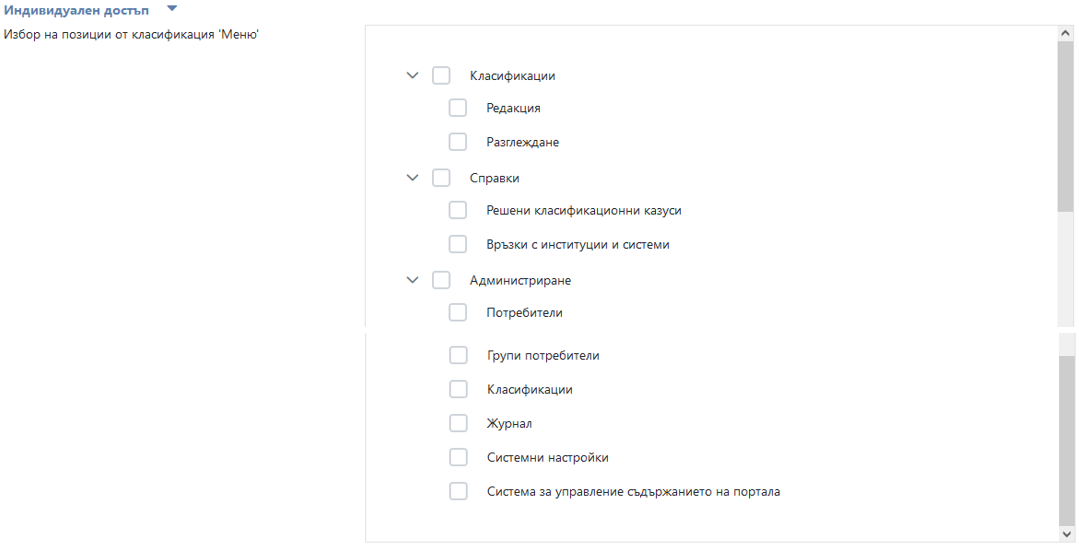 Индивидуален достъп
Избор на позиции от класификация 'Меню'
Класификации
Редакция
Разглеждане
Справки
Решени класификационни казуси
Връзки с институции и системи
Администриране
Потребители
Групи потребители
Класификации
Журнал
Системни настройки
Система за управление съдържанието на портала